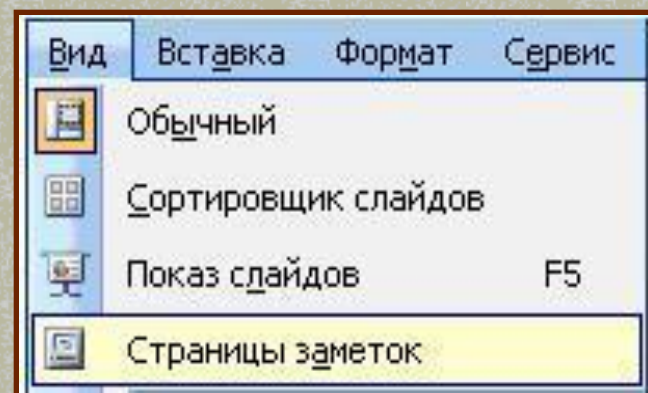 Вид Вставка Формат Сервис
Обычный
Сортировщик слайдов
Показ слайдов F5
Страницы заметок